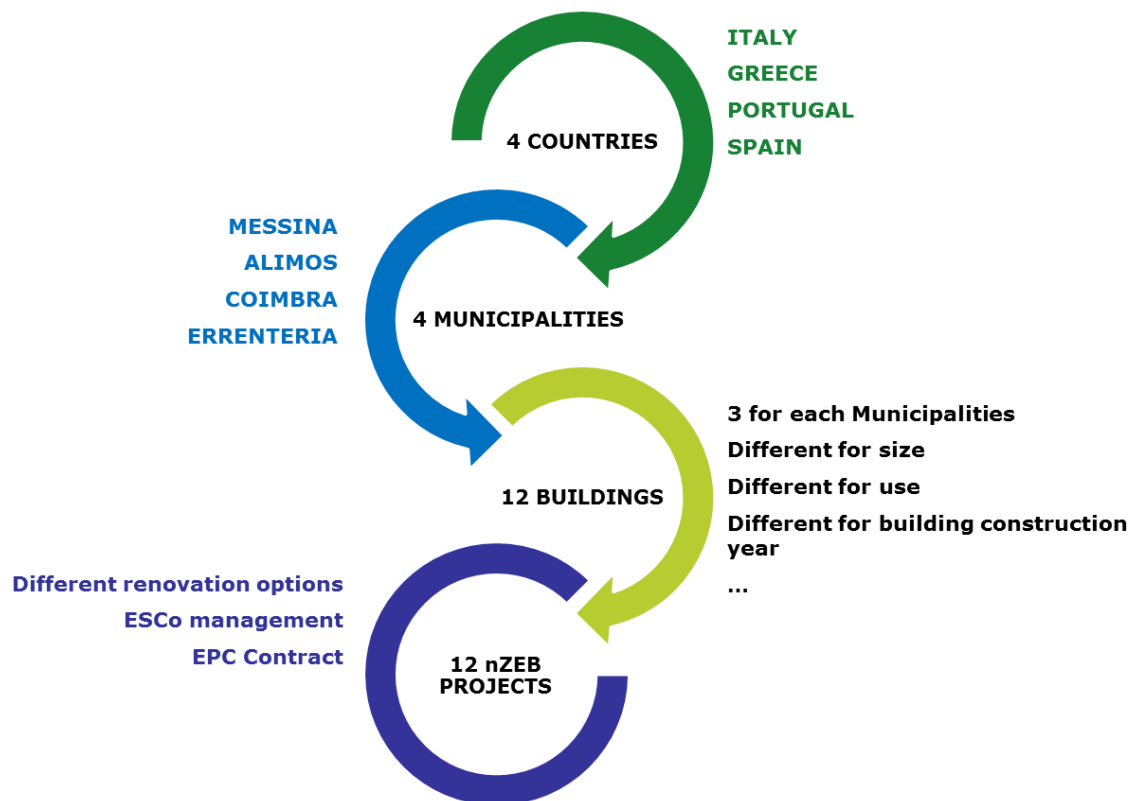 4 COUNTRIES
ITALY
GREECE
PORTUGAL
SPAIN
MESSINA
ALIMOS
COIMBRA
ERRENTERIA
4 MUNICIPALITIES
12 BUILDINGS
3 for each Municipalities
Different for size
Different for use
Different for building construction
year
...
Different renovation options
ESCo management
EPC Contract
12 nZEB
PROJECTS